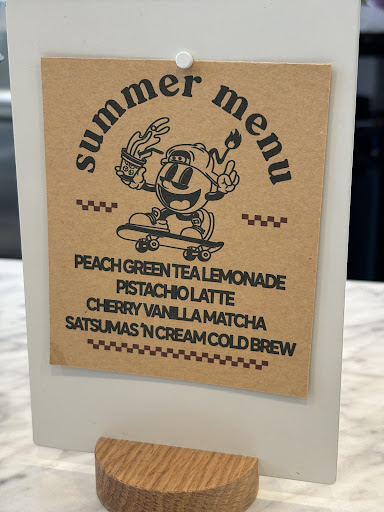 summer menu
PEACH GREEN TEA LEMONADE
PISTACHIO LATTE
CHERRY VANILLA MATCHA
SATSUMAS 'N CREAM COLD BREW